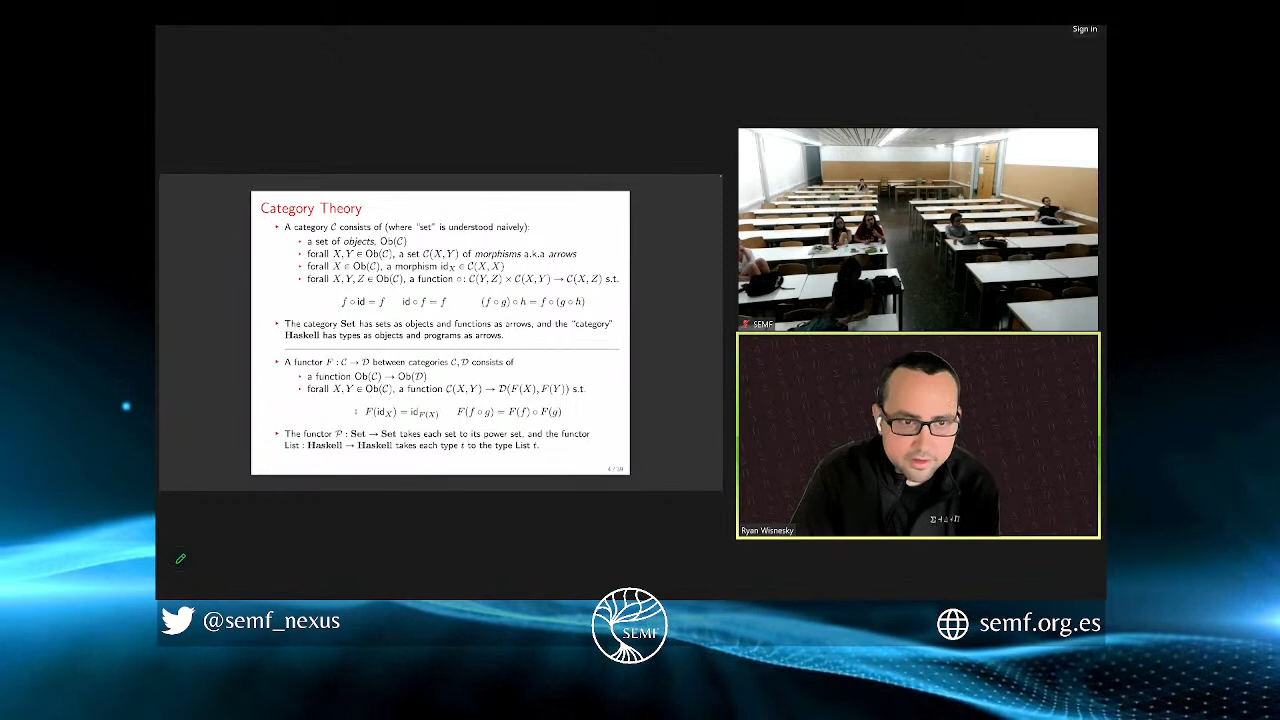 Sign in
Category Theory
‣ A category 𝒞 consists of (where "set" is understood naively):
• a set of objects, Ob(𝒞)
• forall X, Y ∈ Ob(𝒞), a set 𝒞(X, Y) of morphisms a.k.a arrows
• forall X ∈ Ob(𝒞), a morphism id_X ∈ 𝒞(X, X)
• forall X, Y, Z ∈ Ob(𝒞), a function ∘ : 𝒞(Y, Z) × 𝒞(X, Y) → 𝒞(X, Z) s.t.
f ∘ id = f id ∘ f = f (f ∘ g) ∘ h = f ∘ (g ∘ h)
‣ The category Set has sets as objects and functions as arrows, and the "category"
Haskell has types as objects and programs as arrows.
‣ A functor F : 𝒞 → 𝒟 between categories 𝒞, 𝒟 consists of
• a function Ob(𝒞) → Ob(𝒟)
• forall X, Y ∈ Ob(𝒞), a function 𝒞(X, Y) → 𝒟(F(X), F(Y)) s.t.
F(id_X) = id_F(X) F(f ∘ g) = F(f) ∘ F(g)
‣ The functor 𝒫 : Set → Set takes each set to its power set, and the functor
List : Haskell → Haskell takes each type t to the type List t.
4 / 39
SEMF
Ryan Wisnesky
@semf_nexus
SEMF
semf.org.es